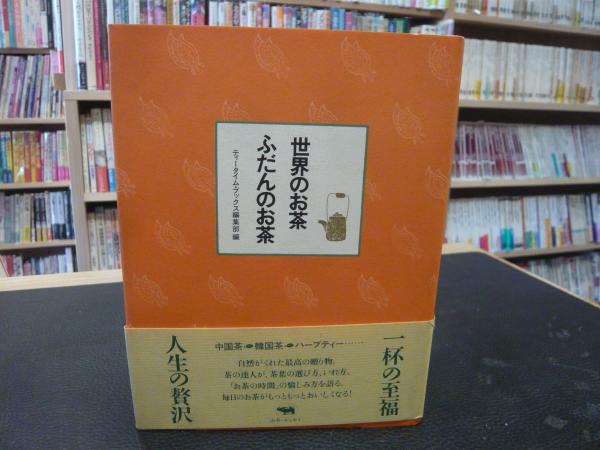 世界のお茶
ふだんのお茶
ティータイム・ブックス編集部 編
一杯の至福
中国茶 韓国茶 ハーブティー……
自然がくれた最高の贈り物。
茶の達人が、茶葉の選び方、いれ方、
「お茶の時間」の愉しみ方を語る。
毎日のお茶がもっともっとおいしくなる!
人生の贅沢